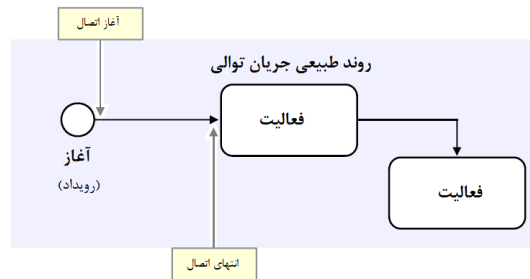 آغاز اتصال
روند طبیعی جریان توالی
فعالیت
آغاز
(رویداد)
فعالیت
انتهای اتصال